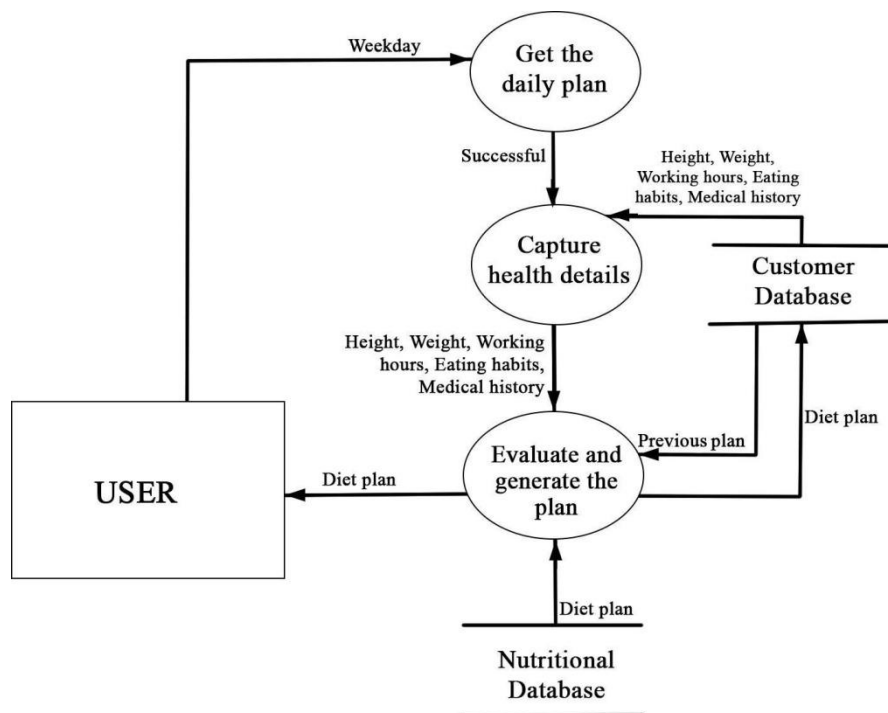 Weekday
Get the
daily plan
Successful
Height, Weight,
Working hours, Eating
habits, Medical history
Capture
health details
Customer
Database
Height, Weight, Working
hours, Eating habits,
Medical history
Previous plan
Diet plan
Evaluate and
generate the
plan
USER
Diet plan
Diet plan
Nutritional
Database